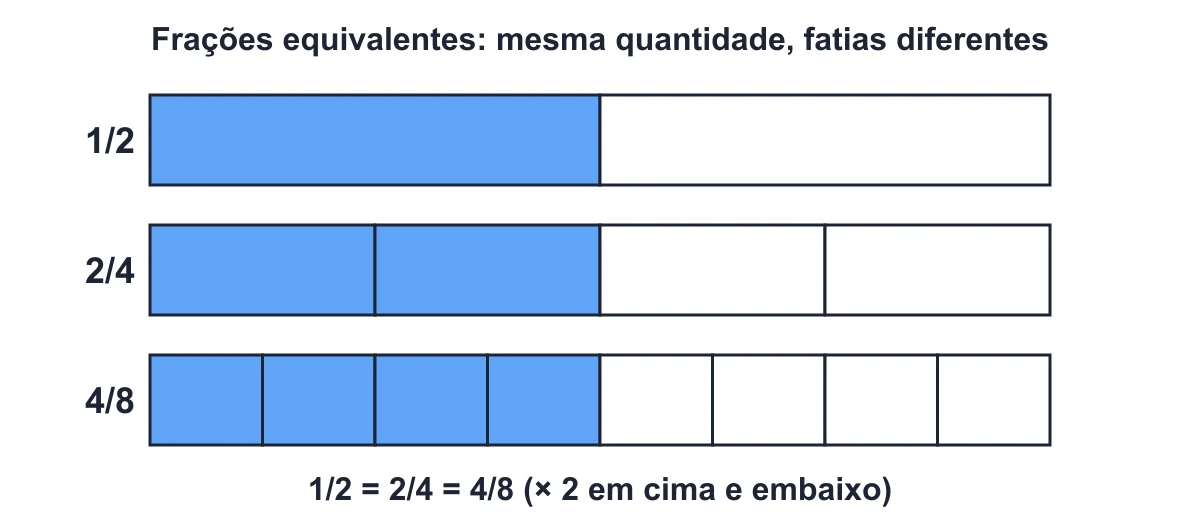 Frações equivalentes: mesma quantidade, fatias diferentes
1/2
2/4
4/8
1/2 = 2/4 = 4/8 (× 2 em cima e embaixo)